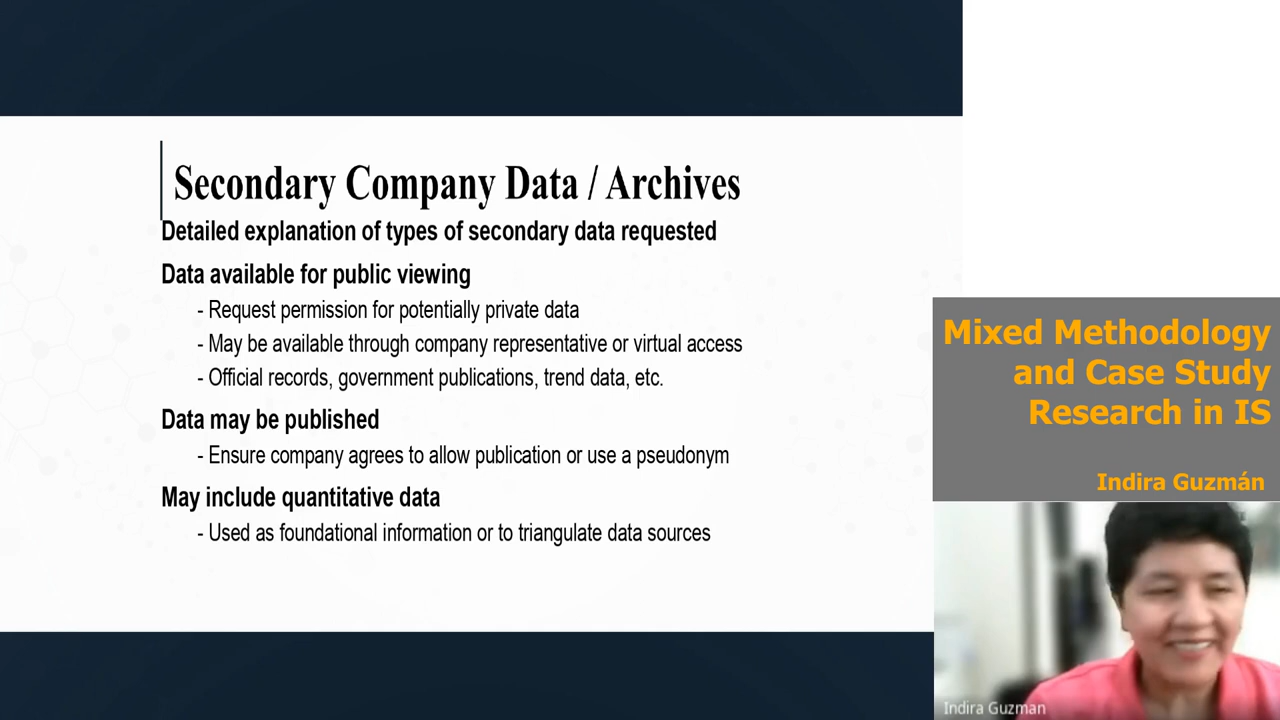 Secondary Company Data / Archives
Detailed explanation of types of secondary data requested
Data available for public viewing
- Request permission for potentially private data
- May be available through company representative or virtual access
- Official records, government publications, trend data, etc.
Data may be published
- Ensure company agrees to allow publication or use a pseudonym
May include quantitative data
- Used as foundational information or to triangulate data sources
Mixed Methodology
and Case Study
Research in IS
Indira Guzmán
Indira Guzman